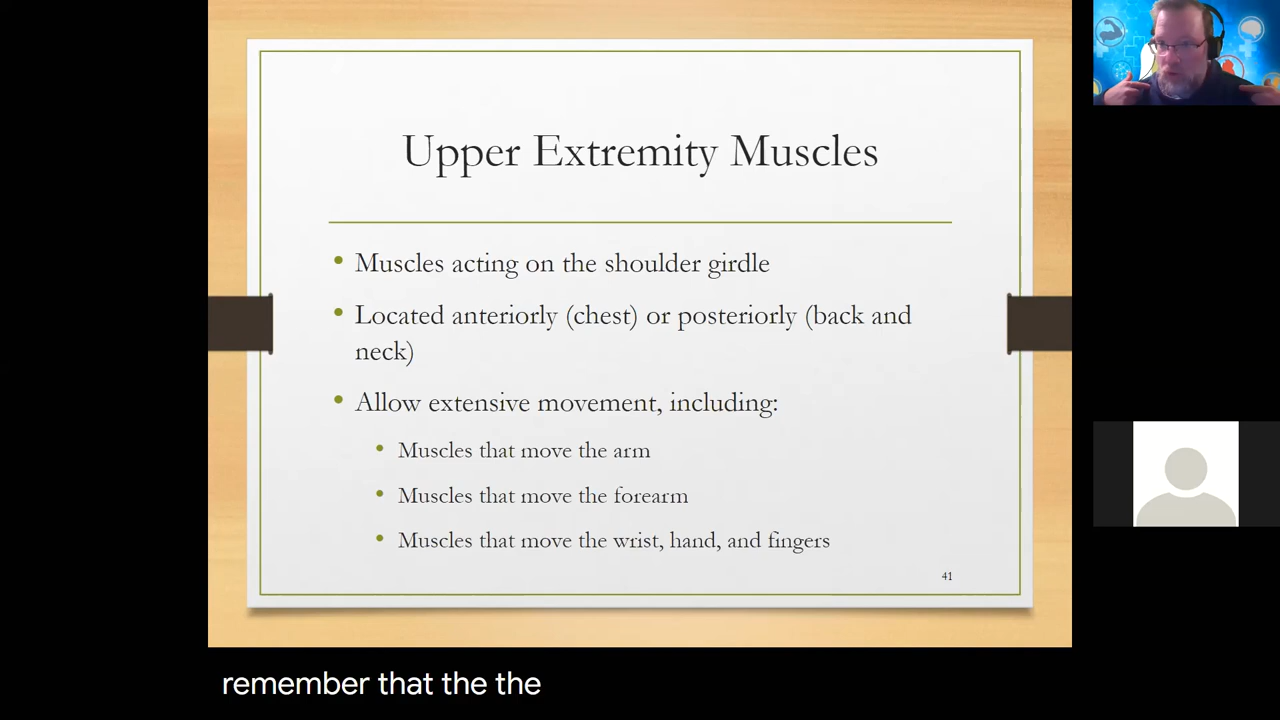 Upper Extremity Muscles
• Muscles acting on the shoulder girdle
• Located anteriorly (chest) or posteriorly (back and
neck)
• Allow extensive movement, including:
• Muscles that move the arm
• Muscles that move the forearm
• Muscles that move the wrist, hand, and fingers
41
remember that the the